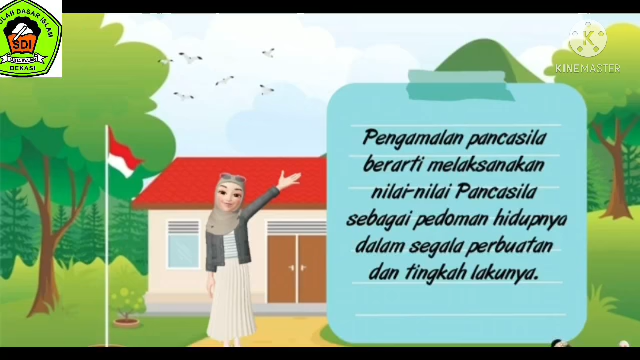 SDI
BEKASI
KINEMASTER
Pengamalan pancasila
berarti melaksanakan
nilai-nilai Pancasila
sebagai pedoman hidupnya
dalam segala perbuatan
dan tingkah lakunya.